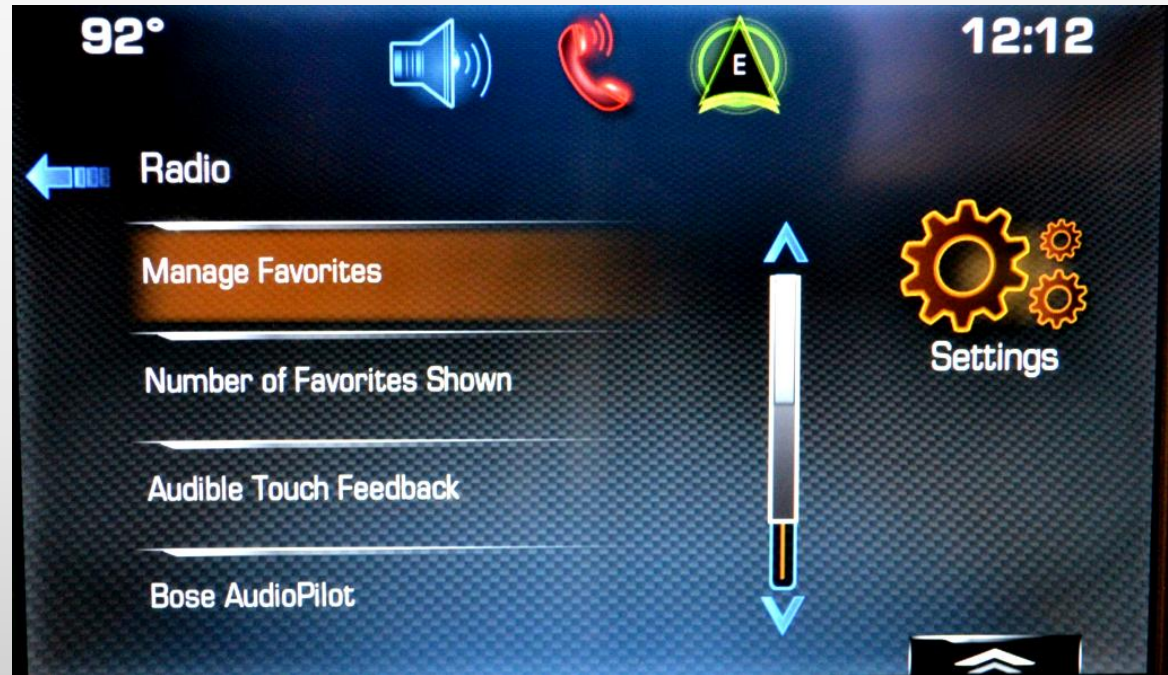 92°
E
12:12
Radio
Manage Favorites
Number of Favorites Shown
Audible Touch Feedback
Bose AudioPilot
Settings